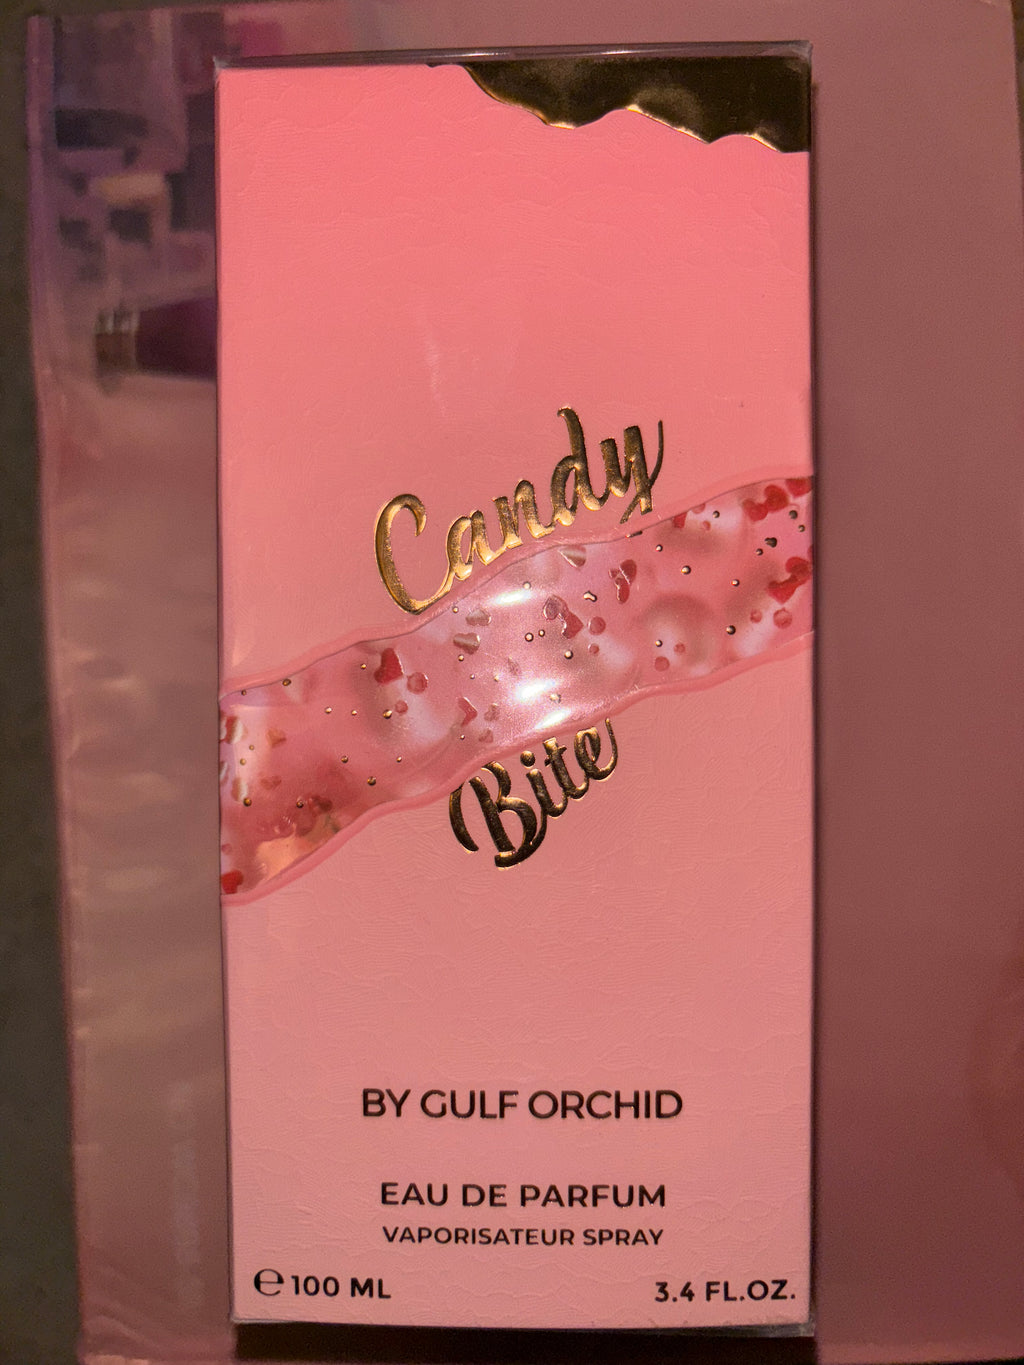 Candy
Bite
BY GULF ORCHID
EAU DE PARFUM
VAPORISATEUR SPRAY
℮100 ML
3.4 FL.OZ.